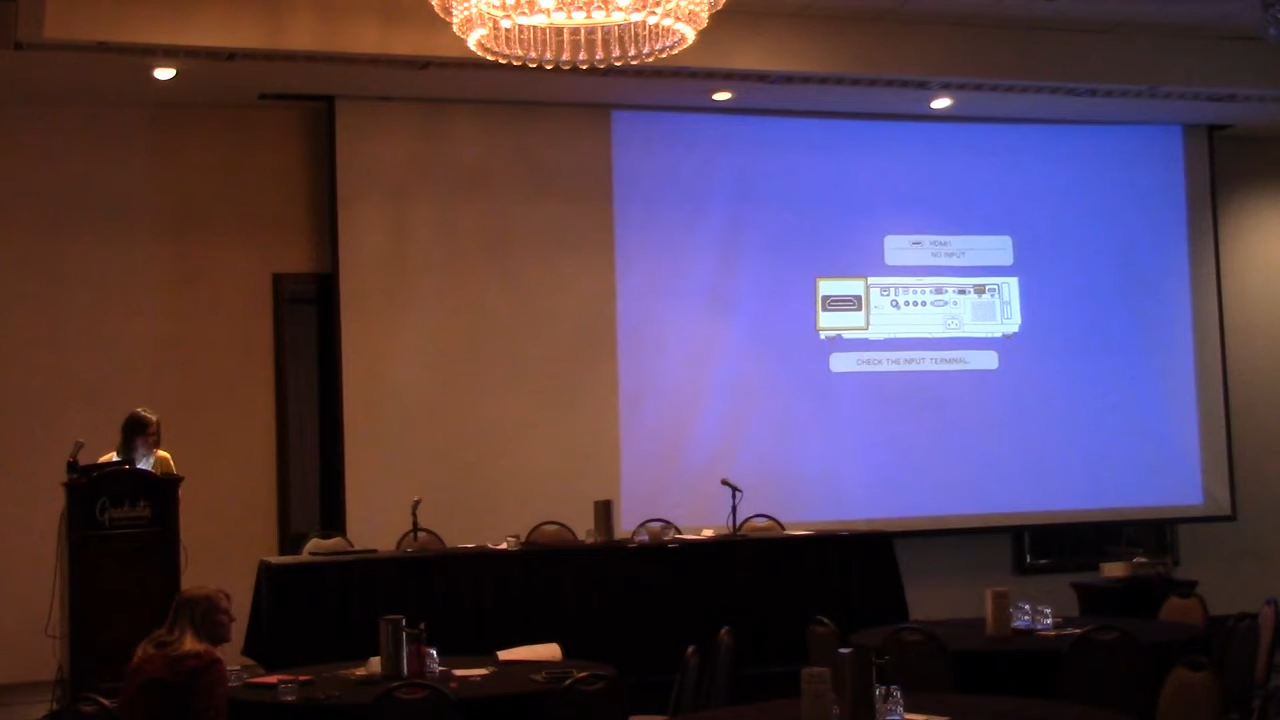 HDMI1
NO INPUT
CHECK THE INPUT TERMINAL.
Graduate